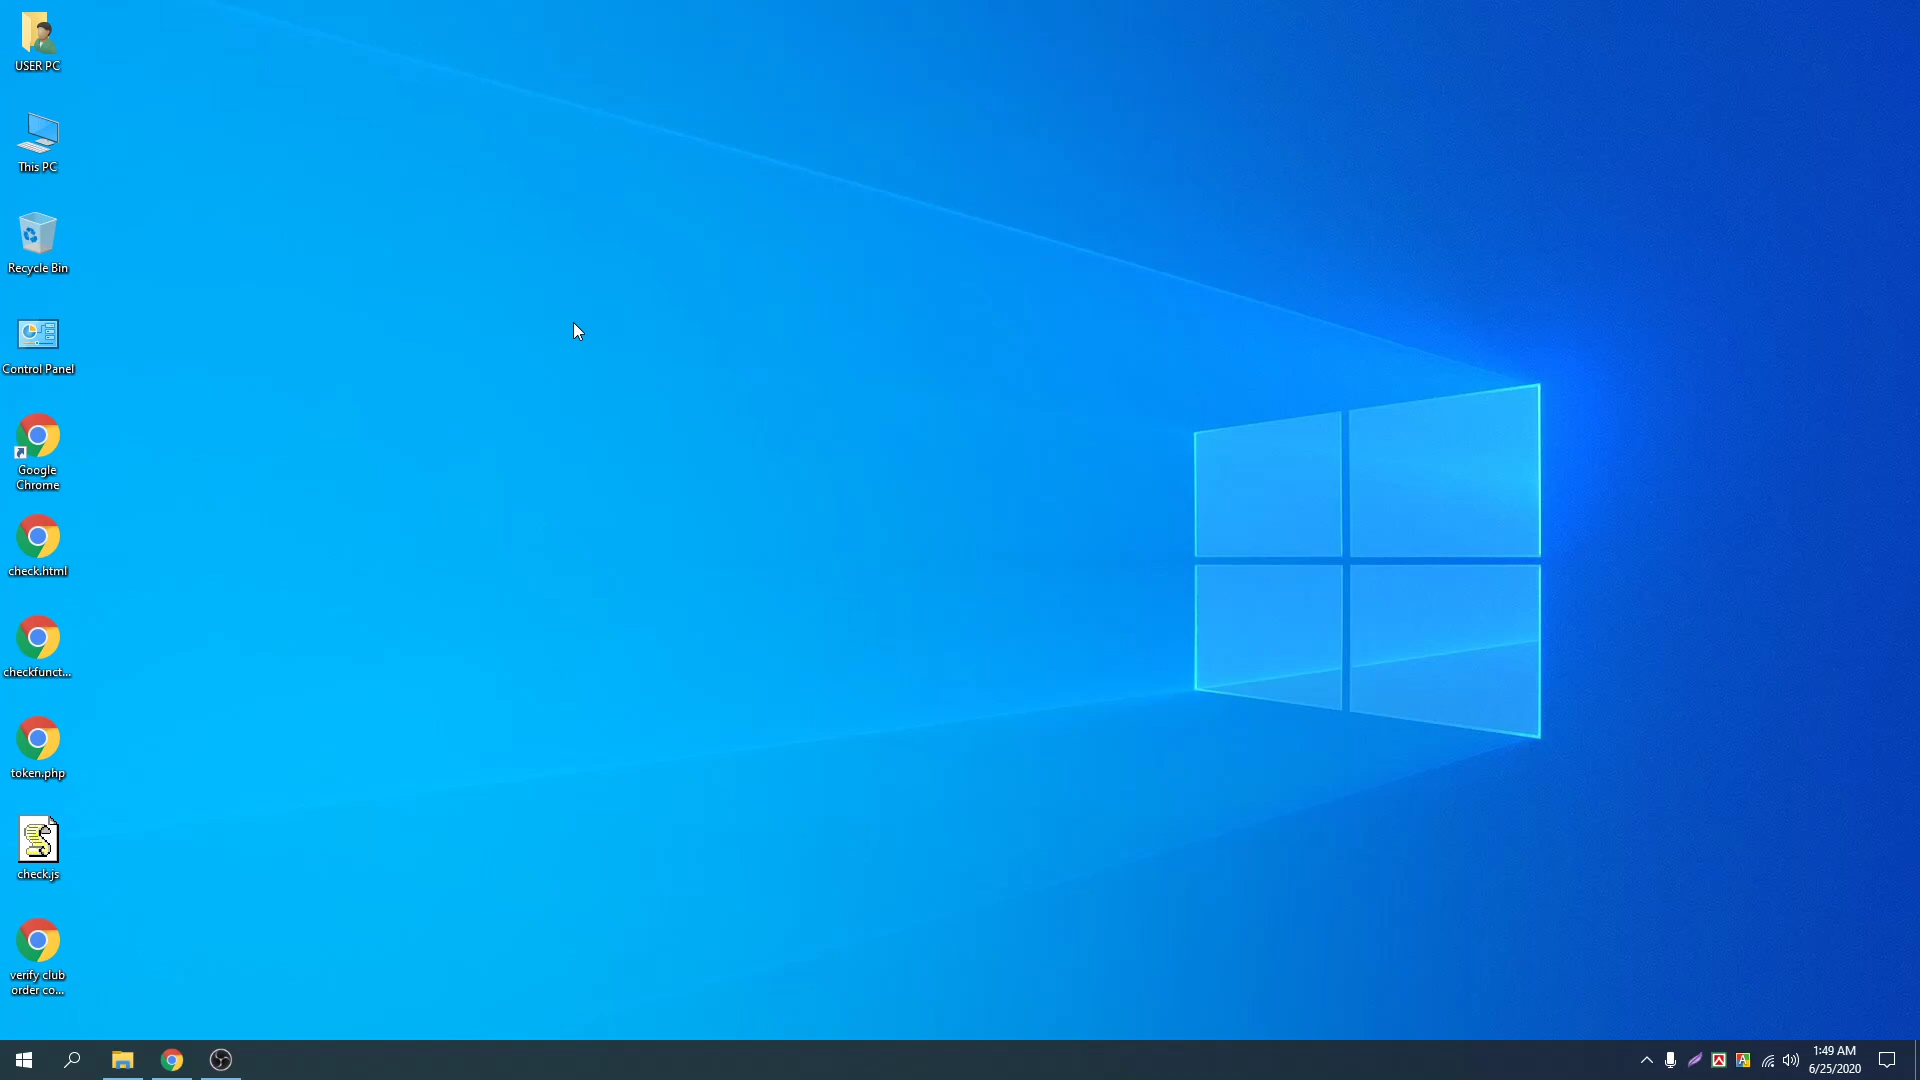 USER PC
This PC
Recycle Bin
Control Panel
Google
Chrome
check.html
checkfunct...
token.php
check.js
verify club
order co...
1:49 AM
6/25/2020